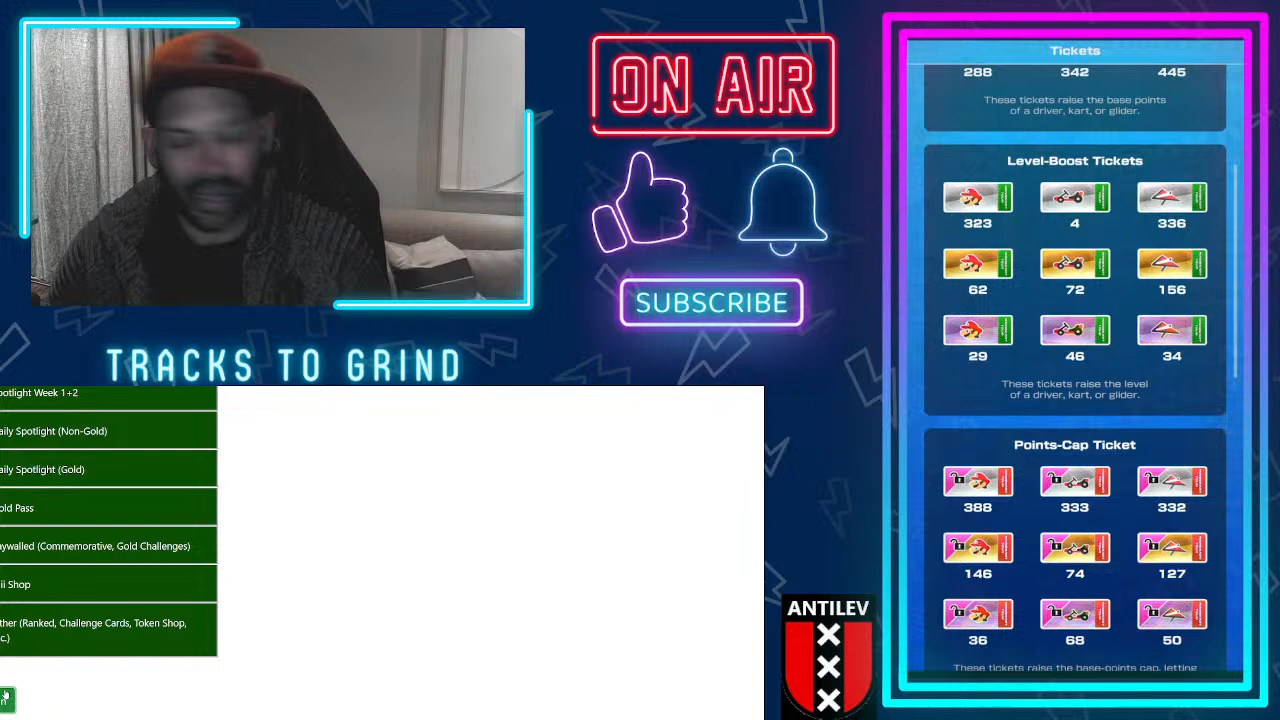 ON AIR
SUBSCRIBE
TRACKS TO GRIND
potlight Week 1+2
aily Spotlight (Non-Gold)
aily Spotlight (Gold)
old Pass
aywalled (Commemorative, Gold Challenges)
ii Shop
ther (Ranked, Challenge Cards, Token Shop,
c.)
ANTILEV
Tickets
288 342 445
These tickets raise the base points
of a driver, kart, or glider.
Level-Boost Tickets
323 4 336
62 72 156
29 46 34
These tickets raise the level
of a driver, kart, or glider.
Points-Cap Ticket
388 333 332
146 74 127
36 68 50
These tickets raise the base-points cap, letting